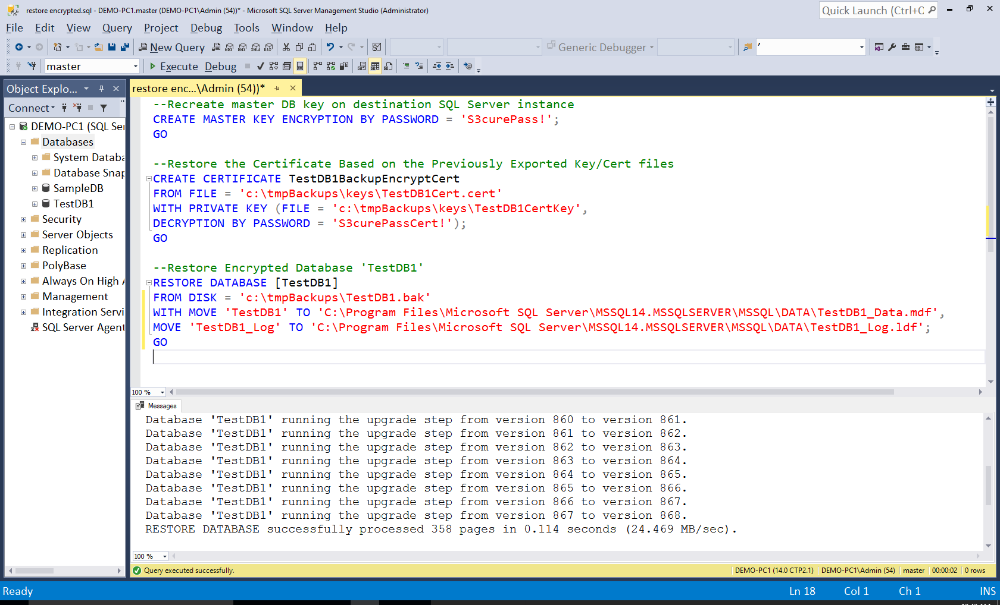 restore encrypted.sql - DEMO-PC1.master (DEMO-PC1\Admin (54))* - Microsoft SQL Server Management Studio (Administrator)
Quick Launch (Ctrl+C
File Edit View Query Project Debug Tools Window Help
New Query
Generic Debugger
master
Execute Debug
Object Explo...
restore enc...\Admin (54))*
Connect
DEMO-PC1 (SQL Ser
Databases
System Databa
Database Snap
SampleDB
TestDB1
Security
Server Objects
Replication
PolyBase
Always On High A
Management
Integration Servi
SQL Server Agent
--Recreate master DB key on destination SQL Server instance
CREATE MASTER KEY ENCRYPTION BY PASSWORD = 'S3curePass!';
GO
--Restore the Certificate Based on the Previously Exported Key/Cert files
CREATE CERTIFICATE TestDB1BackupEncryptCert
FROM FILE = 'c:\tmpBackups\keys\TestDB1Cert.cert'
WITH PRIVATE KEY (FILE = 'c:\tmpBackups\keys\TestDB1CertKey',
DECRYPTION BY PASSWORD = 'S3curePassCert!');
GO
--Restore Encrypted Database 'TestDB1'
RESTORE DATABASE [TestDB1]
FROM DISK = 'c:\tmpBackups\TestDB1.bak'
WITH MOVE 'TestDB1' TO 'C:\Program Files\Microsoft SQL Server\MSSQL14.MSSQLSERVER\MSSQL\DATA\TestDB1_Data.mdf',
MOVE 'TestDB1_Log' TO 'C:\Program Files\Microsoft SQL Server\MSSQL14.MSSQLSERVER\MSSQL\DATA\TestDB1_Log.ldf';
GO
100 %
Messages
Database 'TestDB1' running the upgrade step from version 860 to version 861.
Database 'TestDB1' running the upgrade step from version 861 to version 862.
Database 'TestDB1' running the upgrade step from version 862 to version 863.
Database 'TestDB1' running the upgrade step from version 863 to version 864.
Database 'TestDB1' running the upgrade step from version 864 to version 865.
Database 'TestDB1' running the upgrade step from version 865 to version 866.
Database 'TestDB1' running the upgrade step from version 866 to version 867.
Database 'TestDB1' running the upgrade step from version 867 to version 868.
RESTORE DATABASE successfully processed 358 pages in 0.114 seconds (24.469 MB/sec).
100 %
Query executed successfully.
DEMO-PC1 (14.0 CTP2.1) DEMO-PC1\Admin (54) master 00:00:02 0 rows
Ready
Ln 18 Col 1 Ch 1 INS